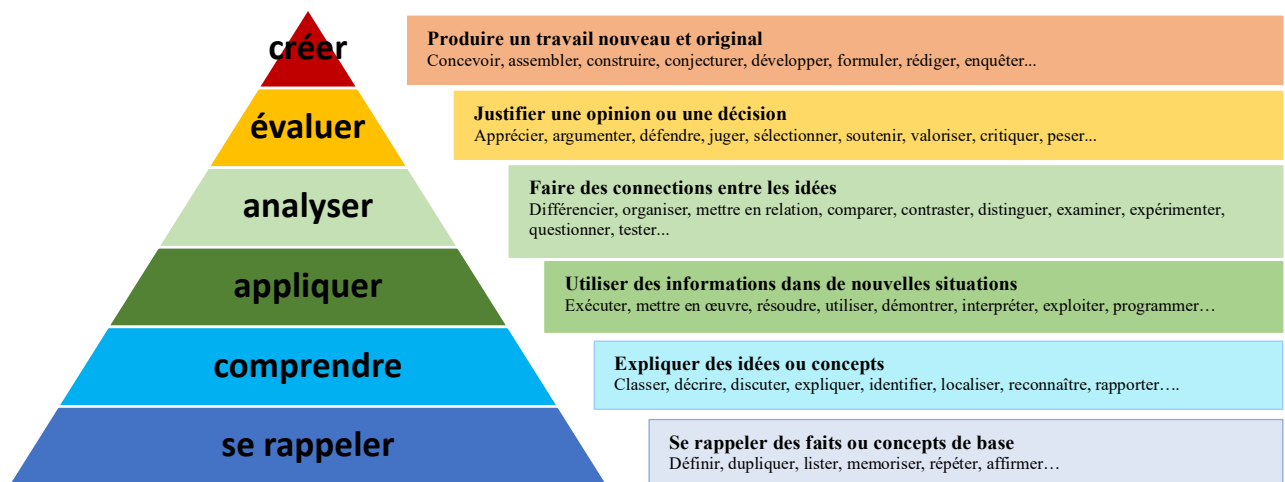 créer
Produire un travail nouveau et original
Concevoir, assembler, construire, conjecturer, développer, formuler, rédiger, enquêter...
évaluer
Justifier une opinion ou une décision
Apprécier, argumenter, défendre, juger, sélectionner, soutenir, valoriser, critiquer, peser...
analyser
Faire des connections entre les idées
Différencier, organiser, mettre en relation, comparer, contraster, distinguer, examiner, expérimenter,
questionner, tester...
appliquer
Utiliser des informations dans de nouvelles situations
Exécuter, mettre en œuvre, résoudre, utiliser, démontrer, interpréter, exploiter, programmer…
comprendre
Expliquer des idées ou concepts
Classer, décrire, discuter, expliquer, identifier, localiser, reconnaître, rapporter….
se rappeler
Se rappeler des faits ou concepts de base
Définir, dupliquer, lister, memoriser, répéter, affirmer…